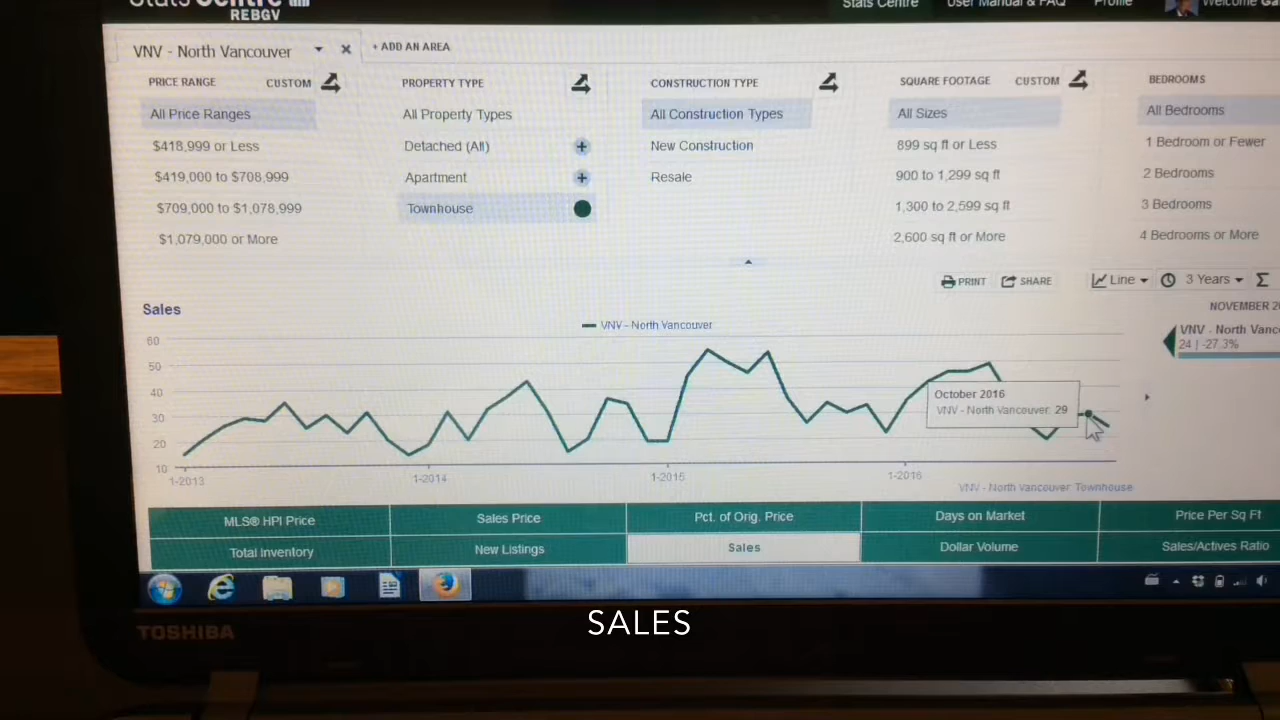 Stats Centre
REBGV
Stats Centre User Manual & FAQ Profile Welcome
VNV - North Vancouver
+ ADD AN AREA
PRICE RANGE CUSTOM
All Price Ranges
$418,999 or Less
$419,000 to $708,999
$709,000 to $1,078,999
$1,079,000 or More
PROPERTY TYPE
All Property Types
Detached (All)
Apartment
Townhouse
CONSTRUCTION TYPE
All Construction Types
New Construction
Resale
SQUARE FOOTAGE CUSTOM
All Sizes
899 sq ft or Less
900 to 1,299 sq ft
1,300 to 2,599 sq ft
2,600 sq ft or More
BEDROOMS
All Bedrooms
1 Bedroom or Fewer
2 Bedrooms
3 Bedrooms
4 Bedrooms or More
PRINT SHARE Line 3 Years Σ
Sales
VNV - North Vancouver
NOVEMBER
VNV - North
24 | -27.3%
60
50
40
30
20
10
October 2016
VNV - North Vancouver: 29
1-2013 1-2014 1-2015 1-2016
VNV - North Vancouver Townhouse
MLS® HPI Price Sales Price Pct. of Orig. Price Days on Market Price Per Sq Ft
Total Inventory New Listings Sales Dollar Volume Sales/Actives Ratio
TOSHIBA
SALES